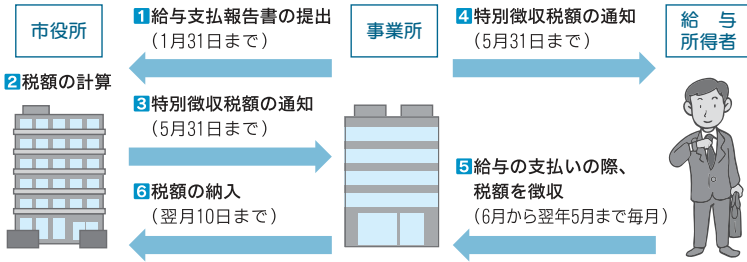 市役所
1 給与支払報告書の提出
（1月31日まで）
事業所
4 特別徴収税額の通知
（5月31日まで）
給与
所得者
2 税額の計算
3 特別徴収税額の通知
（5月31日まで）
5 給与の支払いの際、
税額を徴収
（6月から翌年5月まで毎月）
6 税額の納入
（翌月10日まで）